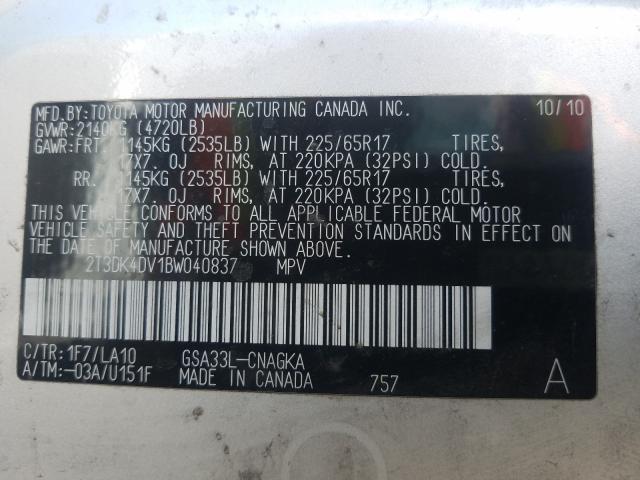 MFD.BY:TOYOTA MOTOR MANUFACTURING CANADA INC. 10/10
GVWR:2140KG (4720LB)
GAWR:FRT. 1145KG (2535LB) WITH 225/65R17 TIRES,
17X7.0J RIMS, AT 220KPA (32PSI) COLD.
RR. 1145KG (2535LB) WITH 225/65R17 TIRES,
17X7.0J RIMS, AT 220KPA (32PSI) COLD.
THIS VEHICLE CONFORMS TO ALL APPLICABLE FEDERAL MOTOR
VEHICLE SAFETY AND THEFT PREVENTION STANDARDS IN EFFECT ON
THE DATE OF MANUFACTURE SHOWN ABOVE.
2T3DK4DV1BW040837 MPV
C/TR:1F7/LA10 GSA33L-CNAGKA
A/TM:-03A/U151F MADE IN CANADA 757 A